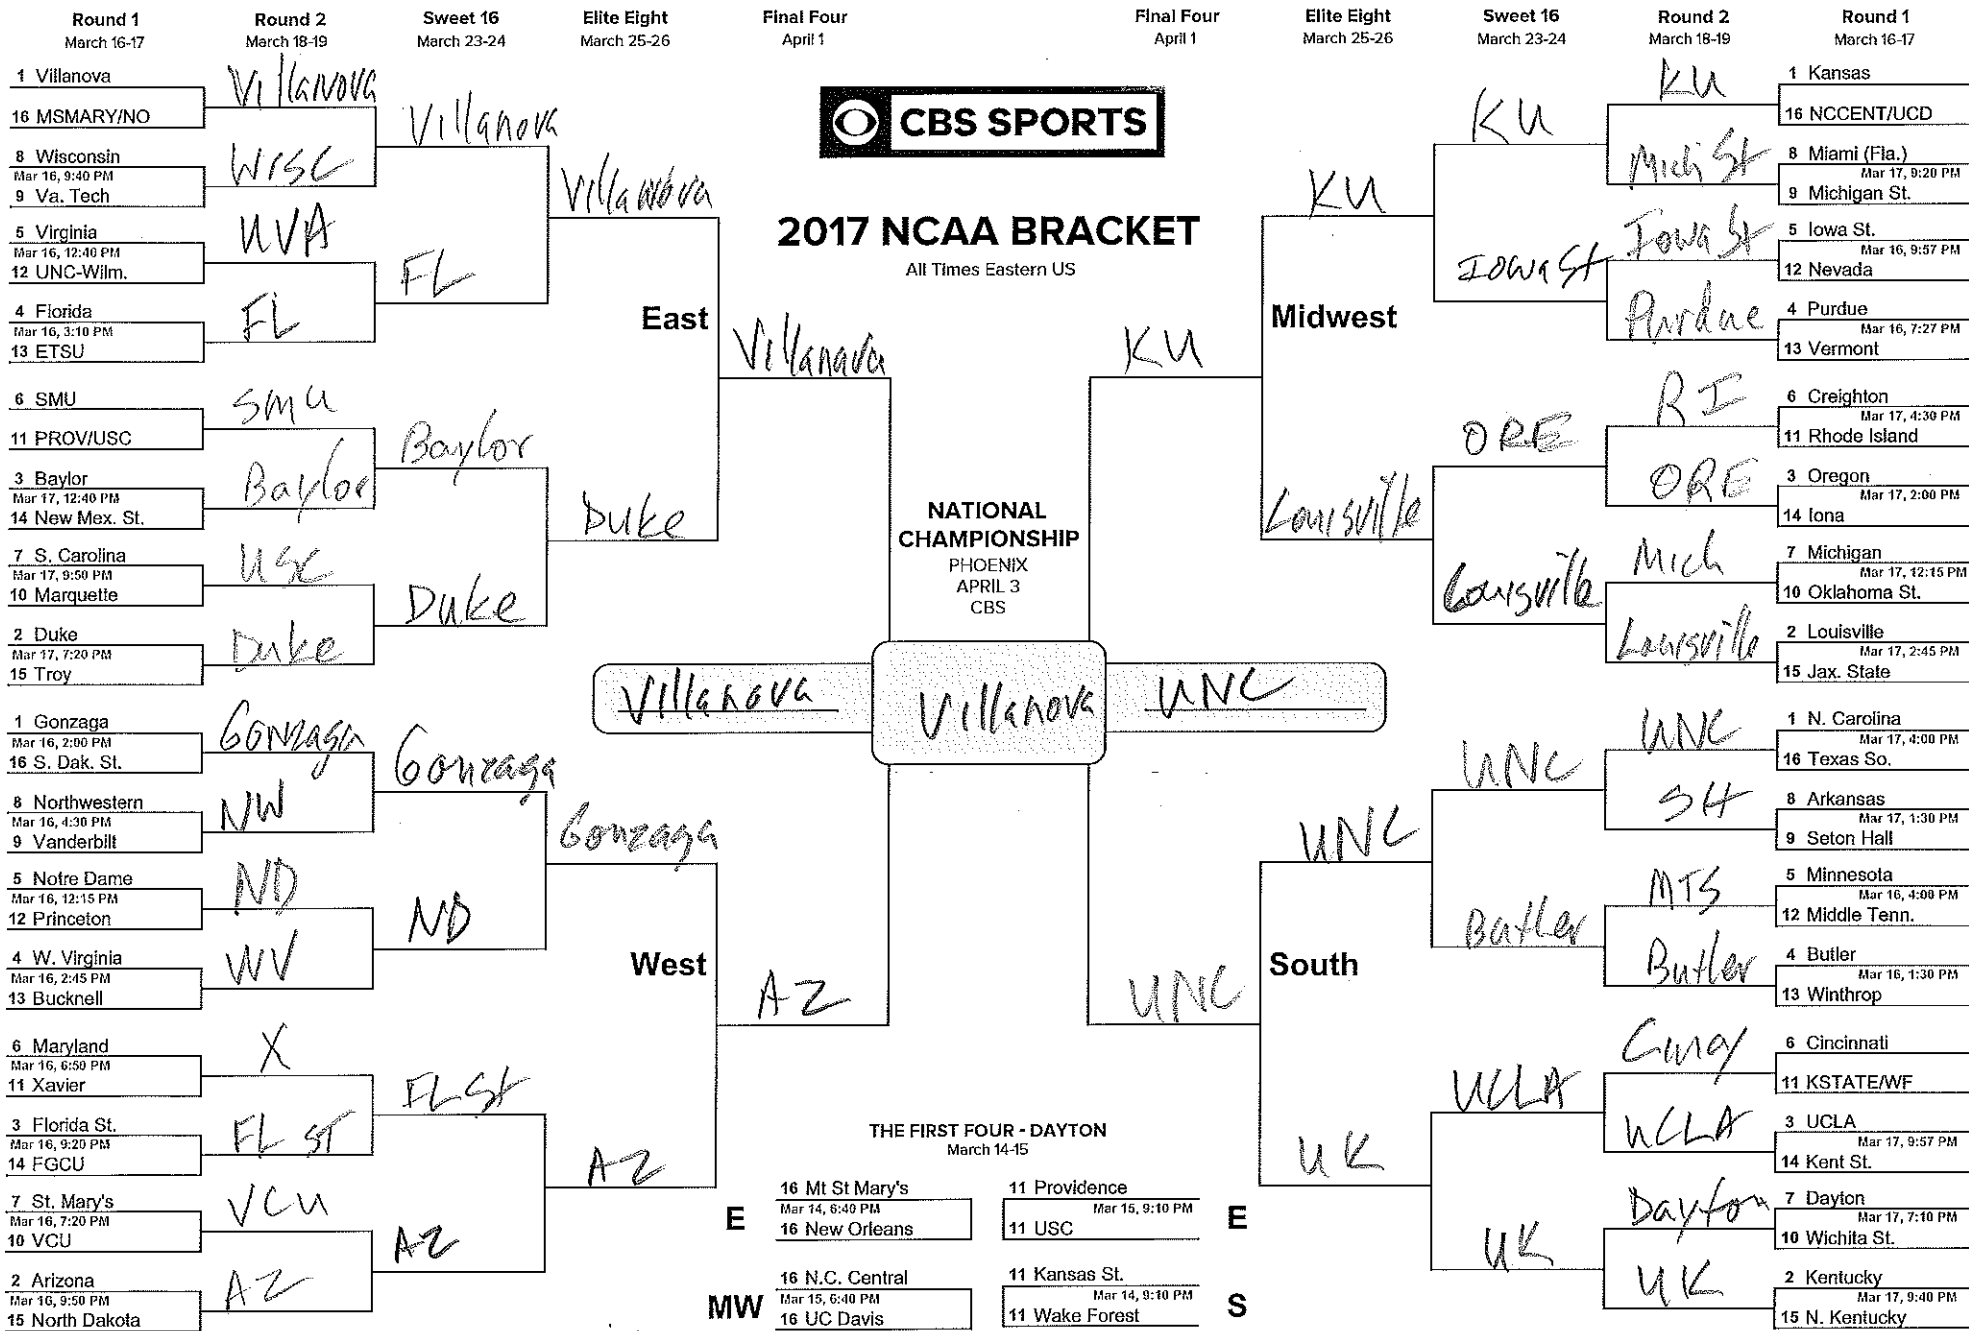 Round 1
March 16-17
Round 2
March 18-19
Sweet 16
March 23-24
Elite Eight
March 25-26
Final Four
April 1
Final Four
April 1
Elite Eight
March 25-26
Sweet 16
March 23-24
Round 2
March 18-19
Round 1
March 16-17
CBS SPORTS
2017 NCAA BRACKET
All Times Eastern US
1 Villanova
16 MSMARY/NO
8 Wisconsin
Mar 16, 9:40 PM
9 Va. Tech
5 Virginia
Mar 16, 12:40 PM
12 UNC-Wilm.
4 Florida
Mar 16, 3:10 PM
13 ETSU
6 SMU
11 PROV/USC
3 Baylor
Mar 17, 12:40 PM
14 New Mex. St.
7 S. Carolina
Mar 17, 9:50 PM
10 Marquette
2 Duke
Mar 17, 7:20 PM
15 Troy
Villanova
WISC
UVA
FL
SMU
Baylor
USC
Duke
Villanova
FL
Baylor
Duke
Villanova
Duke
East
Villanova
1 Gonzaga
Mar 16, 2:00 PM
16 S. Dak. St.
8 Northwestern
Mar 16, 4:30 PM
9 Vanderbilt
5 Notre Dame
Mar 16, 12:15 PM
12 Princeton
4 W. Virginia
Mar 16, 2:45 PM
13 Bucknell
6 Maryland
Mar 16, 6:50 PM
11 Xavier
3 Florida St.
Mar 16, 9:20 PM
14 FGCU
7 St. Mary's
Mar 16, 7:20 PM
10 VCU
2 Arizona
Mar 16, 9:50 PM
15 North Dakota
Gonzaga
NW
ND
WV
X
FL ST
VCU
AZ
Gonzaga
ND
FL St
AZ
Gonzaga
AZ
West
AZ
NATIONAL
CHAMPIONSHIP
PHOENIX
APRIL 3
CBS
Villanova
Villanova
UNC
KU
Midwest
KU
Louisville
KU
Iowa St
ORE
Louisville
KU
Mich St
Iowa St
Purdue
RI
ORE
Mich
Louisville
1 Kansas
16 NCCENT/UCD
8 Miami (Fla.)
Mar 17, 9:20 PM
9 Michigan St.
5 Iowa St.
Mar 16, 9:57 PM
12 Nevada
4 Purdue
Mar 16, 7:27 PM
13 Vermont
6 Creighton
Mar 17, 4:30 PM
11 Rhode Island
3 Oregon
Mar 17, 2:00 PM
14 Iona
7 Michigan
Mar 17, 12:15 PM
10 Oklahoma St.
2 Louisville
Mar 17, 2:45 PM
15 Jax. State
UNC
South
UNC
UK
UNC
Butler
UCLA
UK
UNC
SH
MTS
Butler
Cincy
UCLA
Dayton
UK
1 N. Carolina
Mar 17, 4:00 PM
16 Texas So.
8 Arkansas
Mar 17, 1:30 PM
9 Seton Hall
5 Minnesota
Mar 16, 4:00 PM
12 Middle Tenn.
4 Butler
Mar 16, 1:30 PM
13 Winthrop
6 Cincinnati
11 KSTATE/WF
3 UCLA
Mar 17, 9:57 PM
14 Kent St.
7 Dayton
Mar 17, 7:10 PM
10 Wichita St.
2 Kentucky
Mar 17, 9:40 PM
15 N. Kentucky
THE FIRST FOUR - DAYTON
March 14-15
E
16 Mt St Mary's
Mar 14, 6:40 PM
16 New Orleans
11 Providence
Mar 15, 9:10 PM
11 USC
E
MW
16 N.C. Central
Mar 15, 6:40 PM
16 UC Davis
11 Kansas St.
Mar 14, 9:10 PM
11 Wake Forest
S